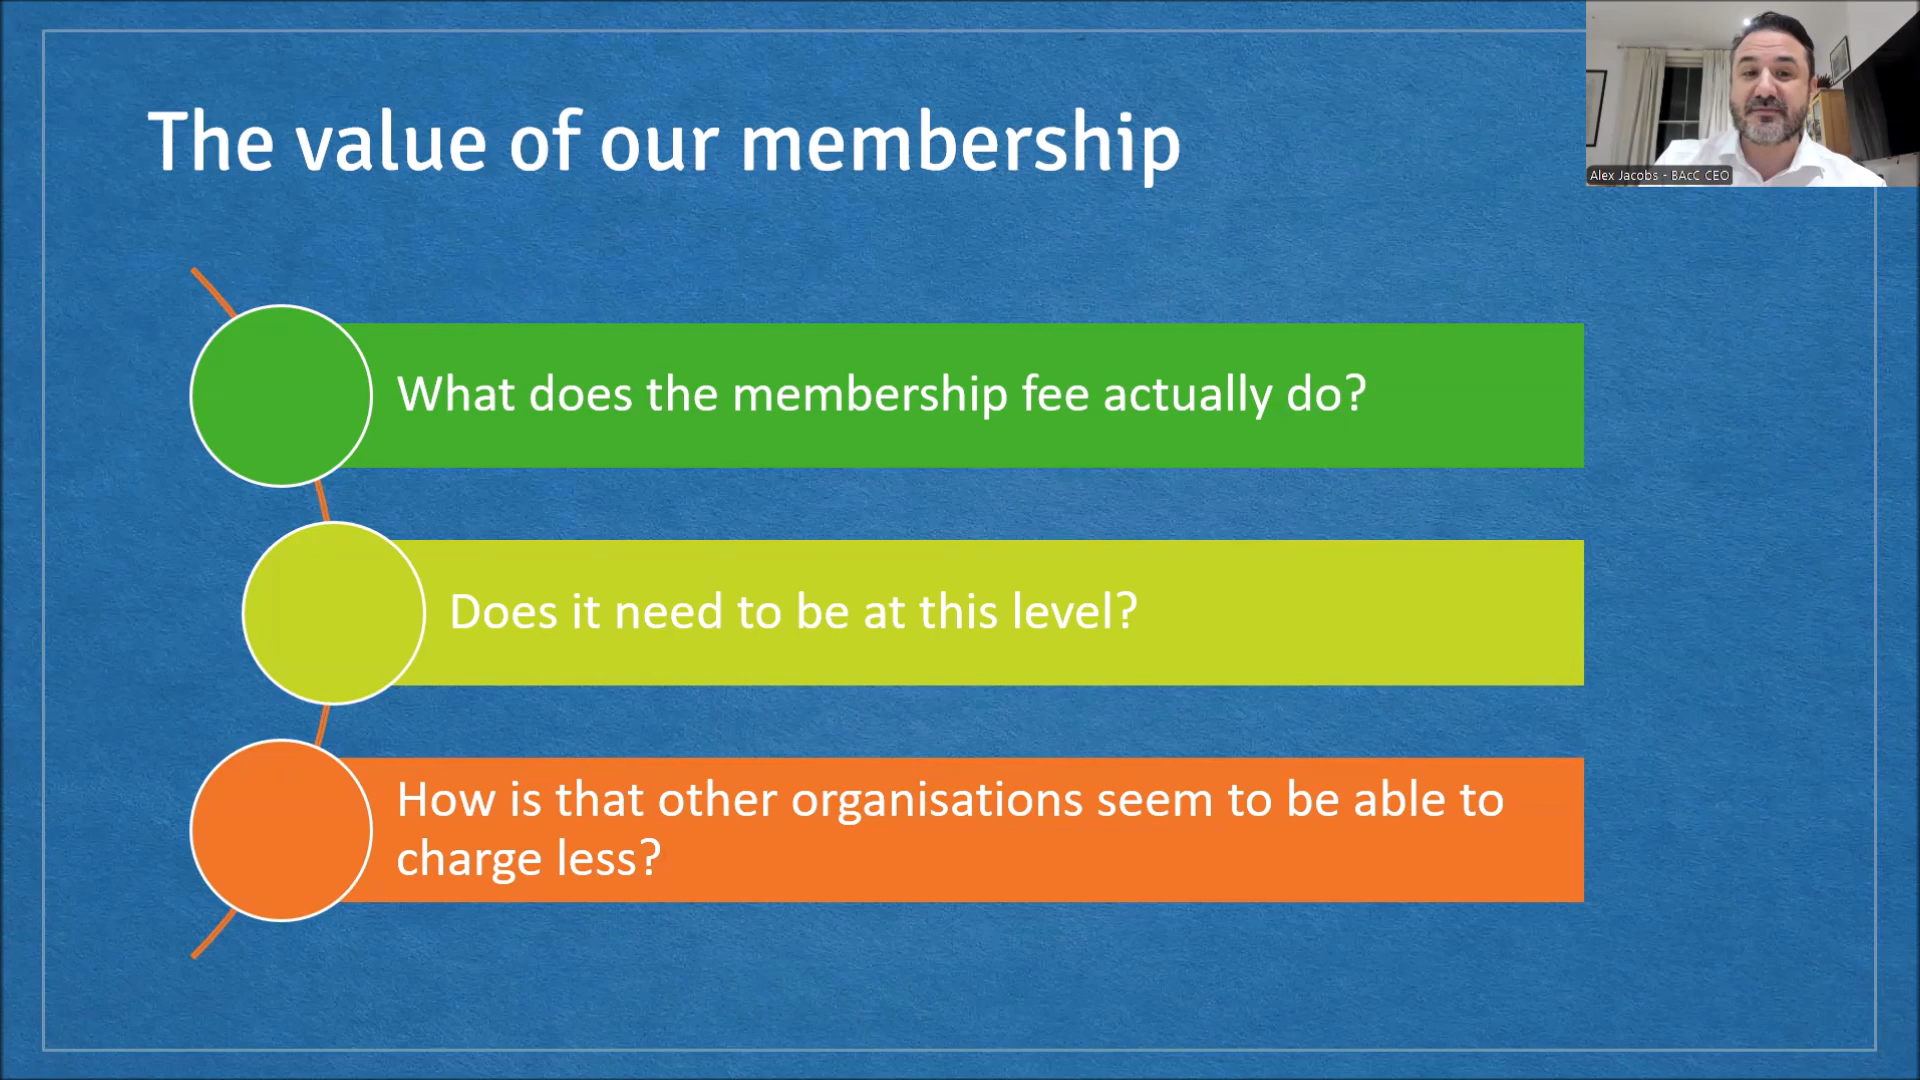 The value of our membership
Alex Jacobs - BAcC CEO
What does the membership fee actually do?
Does it need to be at this level?
How is that other organisations seem to be able to
charge less?